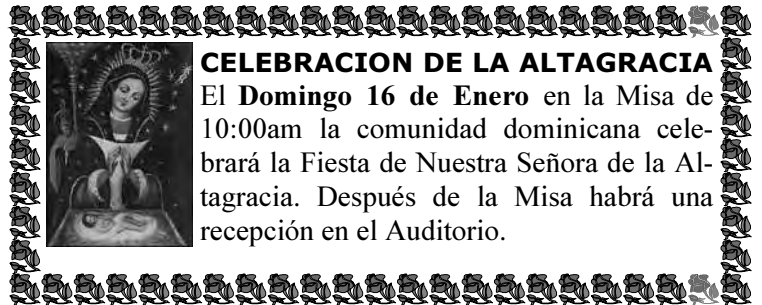 CELEBRACION DE LA ALTAGRACIA
El Domingo 16 de Enero en la Misa de
10:00am la comunidad dominicana cele-
brará la Fiesta de Nuestra Señora de la Al-
tagracia. Después de la Misa habrá una
recepción en el Auditorio.